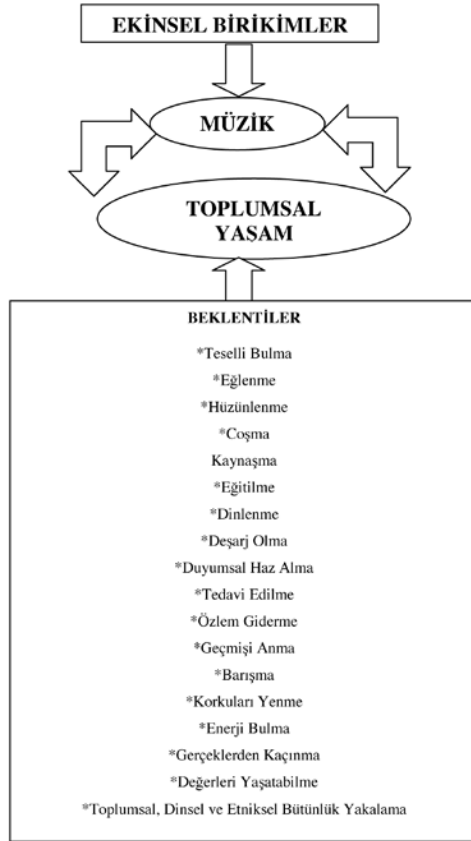 EKİNSEL BİRİKİMLER
MÜZİK
TOPLUMSAL
YAŞAM
BEKLENTİLER
*Teselli Bulma
*Eğlenme
*Hüzünlenme
*Coşma
Kaynaşma
*Eğitilme
*Dinlenme
*Deşarj Olma
*Duyumsal Haz Alma
*Tedavi Edilme
*Özlem Giderme
*Geçmişi Anma
*Barışma
*Korkuları Yenme
*Enerji Bulma
*Gerçeklerden Kaçınma
*Değerleri Yaşatabilme
*Toplumsal, Dinsel ve Etniksel Bütünlük Yakalama